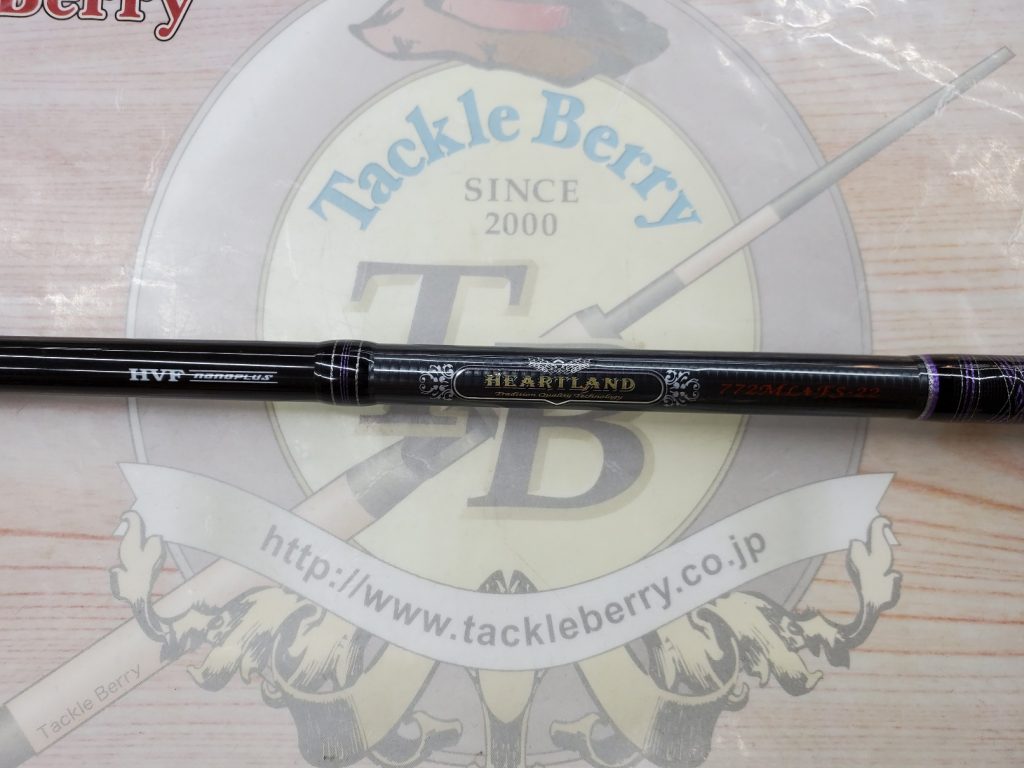 Berry
Tackle Berry
SINCE
2000
TB
HVF NANOPLUS
HEARTLAND
Tradition Quality Technology
http://www.tackleberry.co.jp
Tackle Berry